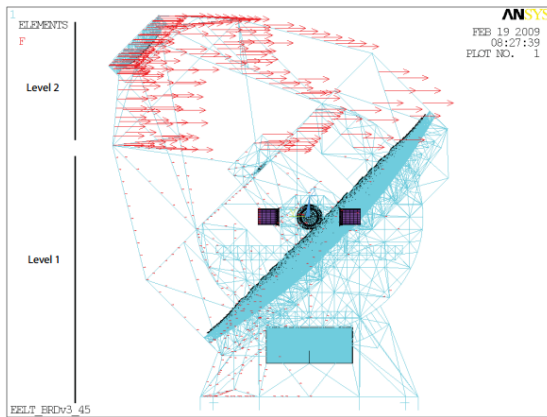 1
ANSYS
ELEMENTS
F
FEB 19 2009
08:27:39
PLOT NO. 1
Level 2
Level 1
EELT_BRDv3_45